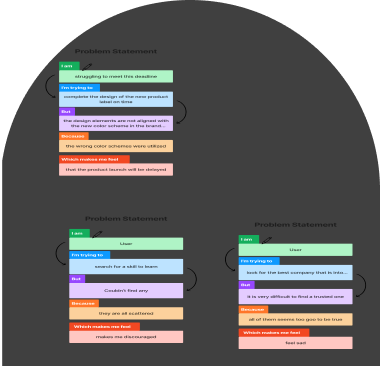 Problem Statement
I am
struggling to meet this deadline
I'm trying to
complete the design of the new product
label on time
But
the design elements are not aligned with
the new color scheme in the brand...
Because
the wrong color schemes were utilized
Which makes me feel
that the product launch will be delayed
Problem Statement
I am
User
I'm trying to
search for a skill to learn
But
Couldn't find any
Because
they are all scattered
Which makes me feel
makes me discouraged
Problem Statement
I am
User
I'm trying to
look for the best company that is into...
But
it is very difficult to find a trusted one
Because
all of them seems too goo to be true
Which makes me feel
feel sad